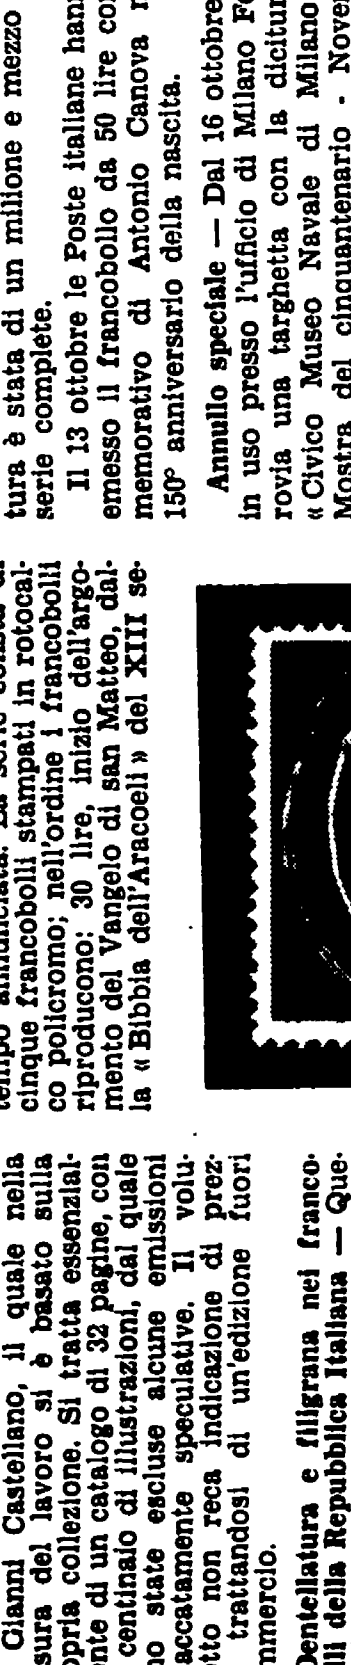 Gianni Castellano, il quale nella
sura del lavoro si è basato sulla
opria collezione. Si tratta essenzial-
nte di un catalogo di 32 pagine, con
centinaio di illustrazioni, dal quale
no state escluse alcune emissioni
accatamente speculative. Il volu-
tto non reca indicazione di prez-
trattandosi di un'edizione fuori
mmercio.
Dentellatura e filigrana nei franco-
lli della Repubblica Italiana — Que-
cinque francobolli stampati in rotocal-
co policromo; nell'ordine i francobolli
riproducono: 30 lire, inizio dell'argo-
mento del Vangelo di san Matteo, dal-
la «Bibbia dell'Aracoeli» del XIII se-
tura è stata di un milione e mezzo
serie complete.
Il 13 ottobre le Poste italiane hann
emesso il francobollo da 50 lire co
memorativo di Antonio Canova n
150° anniversario della nascita.
Annullo speciale — Dal 16 ottobre
in uso presso l'ufficio di Milano Fe
rovia una targhetta con la dicitur
«Civico Museo Navale di Milano
Mostra del cinquantenario - Nove